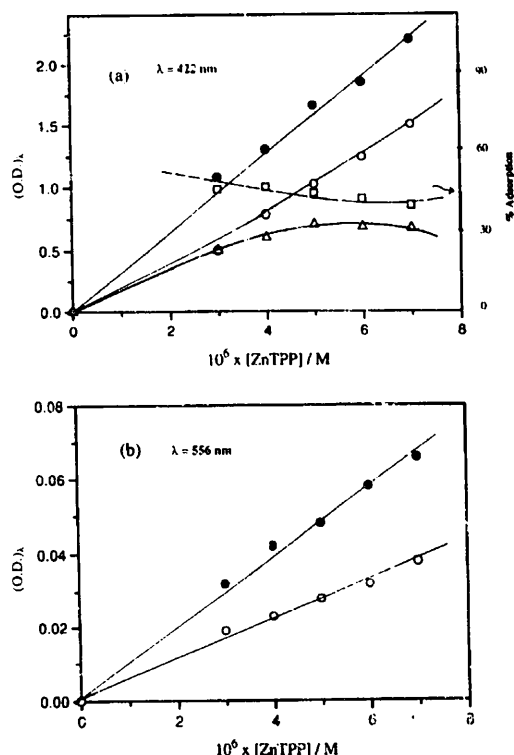 2.0
1.5
1.0
0.5
0.0
(O.D.)λ
(a)
λ = 422 nm
90
60
30
0
% Adsorption
0 2 4 6 8
10⁶ x [ZnTPP] / M
0.08
0.06
0.04
0.02
0.00
(O.D.)λ
(b)
λ = 556 nm
0 2 4 6 8
10⁶ x [ZnTPP] / M